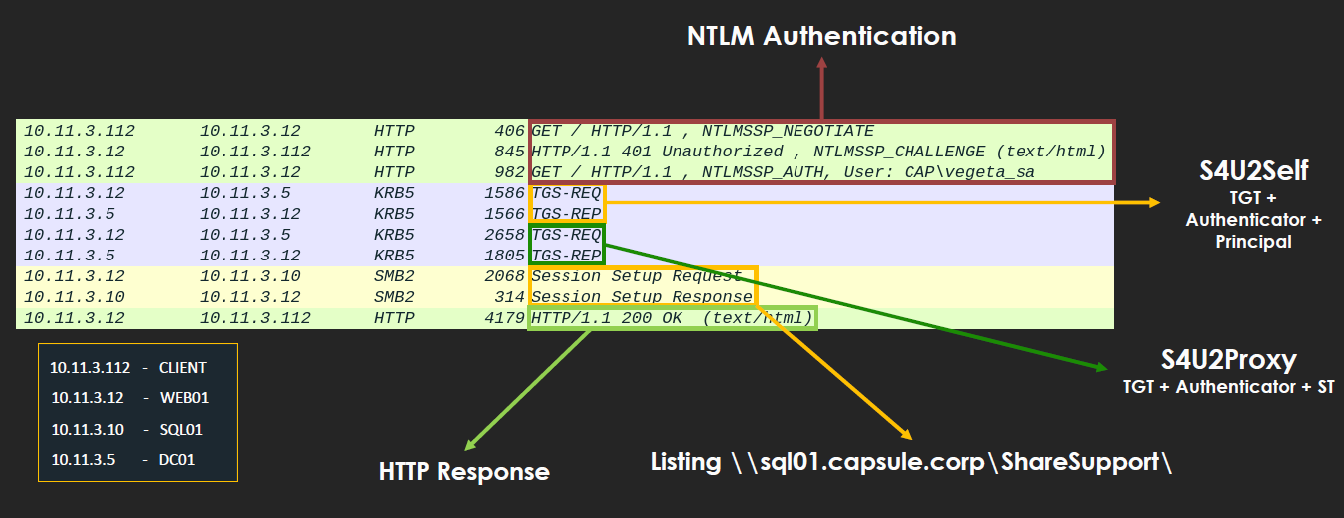 NTLM Authentication
10.11.3.112 10.11.3.12 HTTP 406 GET / HTTP/1.1 , NTLMSSP_NEGOTIATE
10.11.3.12 10.11.3.112 HTTP 845 HTTP/1.1 401 Unauthorized , NTLMSSP_CHALLENGE (text/html)
10.11.3.112 10.11.3.12 HTTP 982 GET / HTTP/1.1 , NTLMSSP_AUTH, User: CAP\vegeta_sa
10.11.3.12 10.11.3.5 KRB5 1586 TGS-REQ
10.11.3.5 10.11.3.12 KRB5 1566 TGS-REP
10.11.3.12 10.11.3.5 KRB5 2658 TGS-REQ
10.11.3.5 10.11.3.12 KRB5 1805 TGS-REP
10.11.3.12 10.11.3.10 SMB2 2068 Session Setup Request
10.11.3.10 10.11.3.12 SMB2 314 Session Setup Response
10.11.3.12 10.11.3.112 HTTP 4179 HTTP/1.1 200 OK (text/html)
S4U2Self
TGT +
Authenticator +
Principal
S4U2Proxy
TGT + Authenticator + ST
10.11.3.112 - CLIENT
10.11.3.12 - WEB01
10.11.3.10 - SQL01
10.11.3.5 - DC01
HTTP Response
Listing \\sql01.capsule.corp\ShareSupport\